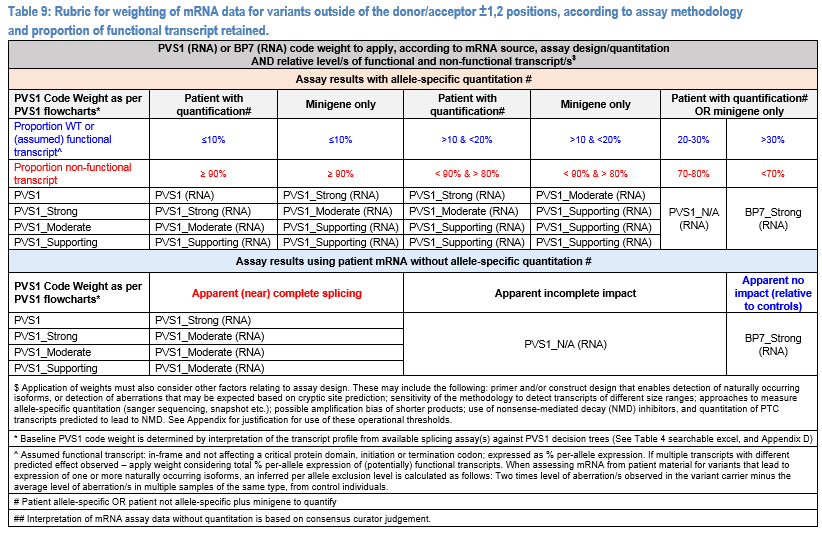 Table 9: Rubric for weighting of mRNA data for variants outside of the donor/acceptor ±1,2 positions, according to assay methodology
and proportion of functional transcript retained.
PVS1 (RNA) or BP7 (RNA) code weight to apply, according to mRNA source, assay design/quantitation
AND relative level/s of functional and non-functional transcript/s$
Assay results with allele-specific quantitation #
PVS1 Code Weight as per
PVS1 flowcharts*
Patient with
quantification#
Minigene only
Patient with
quantification#
Minigene only
Patient with quantification#
OR minigene only
Proportion WT or
(assumed) functional
transcript^
≤10%
≤10%
>10 & <20%
>10 & <20%
20-30%
>30%
Proportion non-functional
transcript
≥ 90%
≥ 90%
< 90% & > 80%
< 90% & > 80%
70-80%
<70%
PVS1
PVS1 (RNA)
PVS1_Strong (RNA)
PVS1_Strong (RNA)
PVS1_Moderate (RNA)
PVS1_N/A
(RNA)
BP7_Strong
(RNA)
PVS1_Strong
PVS1_Strong (RNA)
PVS1_Moderate (RNA)
PVS1_Moderate (RNA)
PVS1_Supporting (RNA)
PVS1_Moderate
PVS1_Moderate (RNA)
PVS1_Supporting (RNA)
PVS1_Supporting (RNA)
PVS1_Supporting (RNA)
PVS1_Supporting
PVS1_Supporting (RNA)
PVS1_Supporting (RNA)
PVS1_Supporting (RNA)
PVS1_Supporting (RNA)
Assay results using patient mRNA without allele-specific quantitation #
PVS1 Code Weight as per
PVS1 flowcharts*
Apparent (near) complete splicing
Apparent incomplete impact
Apparent no
impact (relative
to controls)
PVS1
PVS1_Strong (RNA)
PVS1_N/A (RNA)
BP7_Strong
(RNA)
PVS1_Strong
PVS1_Moderate (RNA)
PVS1_Moderate
PVS1_Moderate (RNA)
PVS1_Supporting
PVS1_Moderate (RNA)
$ Application of weights must also consider other factors relating to assay design. These may include the following: primer and/or construct design that enables detection of naturally occurring
isoforms, or detection of aberrations that may be expected based on cryptic site prediction; sensitivity of the methodology to detect transcripts of different size ranges; approaches to measure
allele-specific quantitation (sanger sequencing, snapshot etc.); possible amplification bias of shorter products; use of nonsense-mediated decay (NMD) inhibitors, and quantitation of PTC
transcripts predicted to lead to NMD. See Appendix for justification for use of these operational thresholds.
* Baseline PVS1 code weight is determined by interpretation of the transcript profile from available splicing assay(s) against PVS1 decision trees (See Table 4 searchable excel, and Appendix D)
^ Assumed functional transcript: in-frame and not affecting a critical protein domain, initiation or termination codon; expressed as % per-allele expression. If multiple transcripts with different
predicted effect observed – apply weight considering total % per-allele expression of (potentially) functional transcripts. When assessing mRNA from patient material for variants that lead to
expression of one or more naturally occurring isoforms, an inferred per allele exclusion level is calculated as follows: Two times level of aberration/s observed in the variant carrier minus the
average level of aberration/s in multiple samples of the same type, from control individuals.
# Patient allele-specific OR patient not allele-specific plus minigene to quantify
## Interpretation of mRNA assay data without quantitation is based on consensus curator judgement.